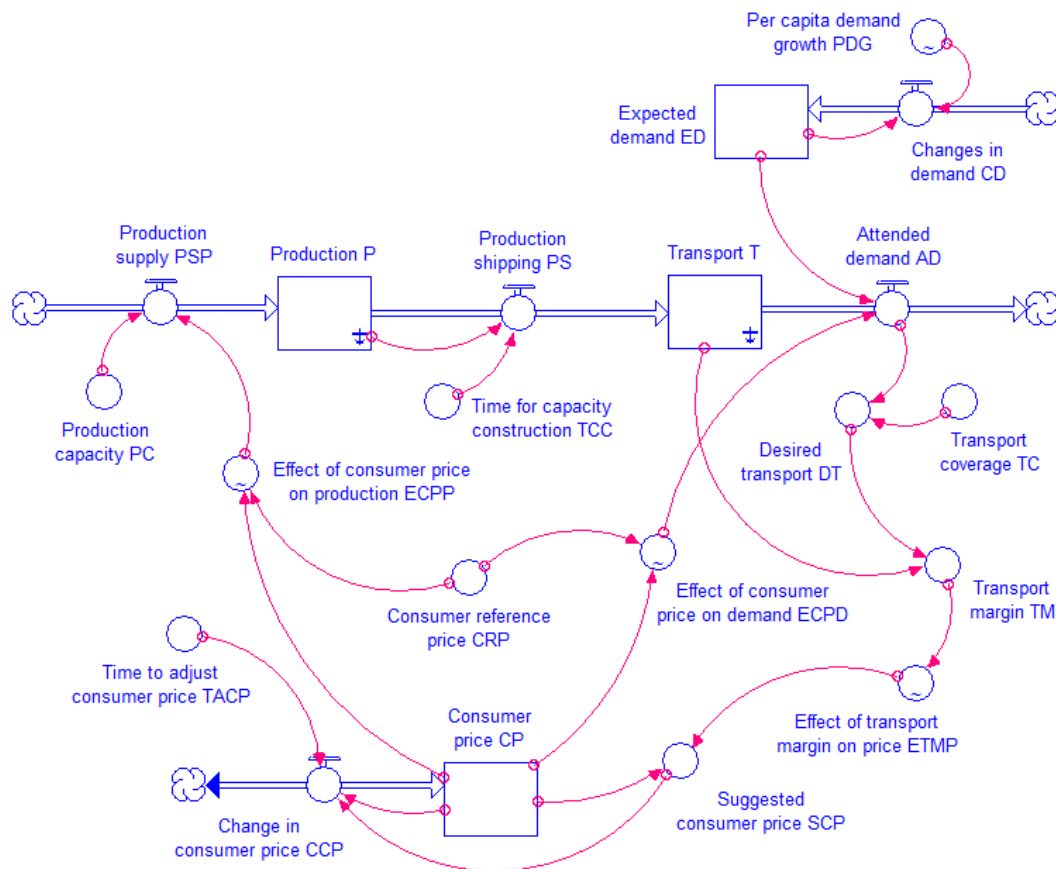 Per capita demand
growth PDG
Expected
demand ED
Changes in
demand CD
Production
supply PSP
Production P
Production
shipping PS
Transport T
Attended
demand AD
Production
capacity PC
Time for capacity
construction TCC
Desired
transport DT
Transport
coverage TC
Effect of consumer price
on production ECPP
~
~
~
~
Consumer reference
price CRP
Effect of consumer
price on demand ECPD
Transport
margin TM
Time to adjust
consumer price TACP
Consumer
price CP
Effect of transport
margin on price ETMP
Change in
consumer price CCP
Suggested
consumer price SCP